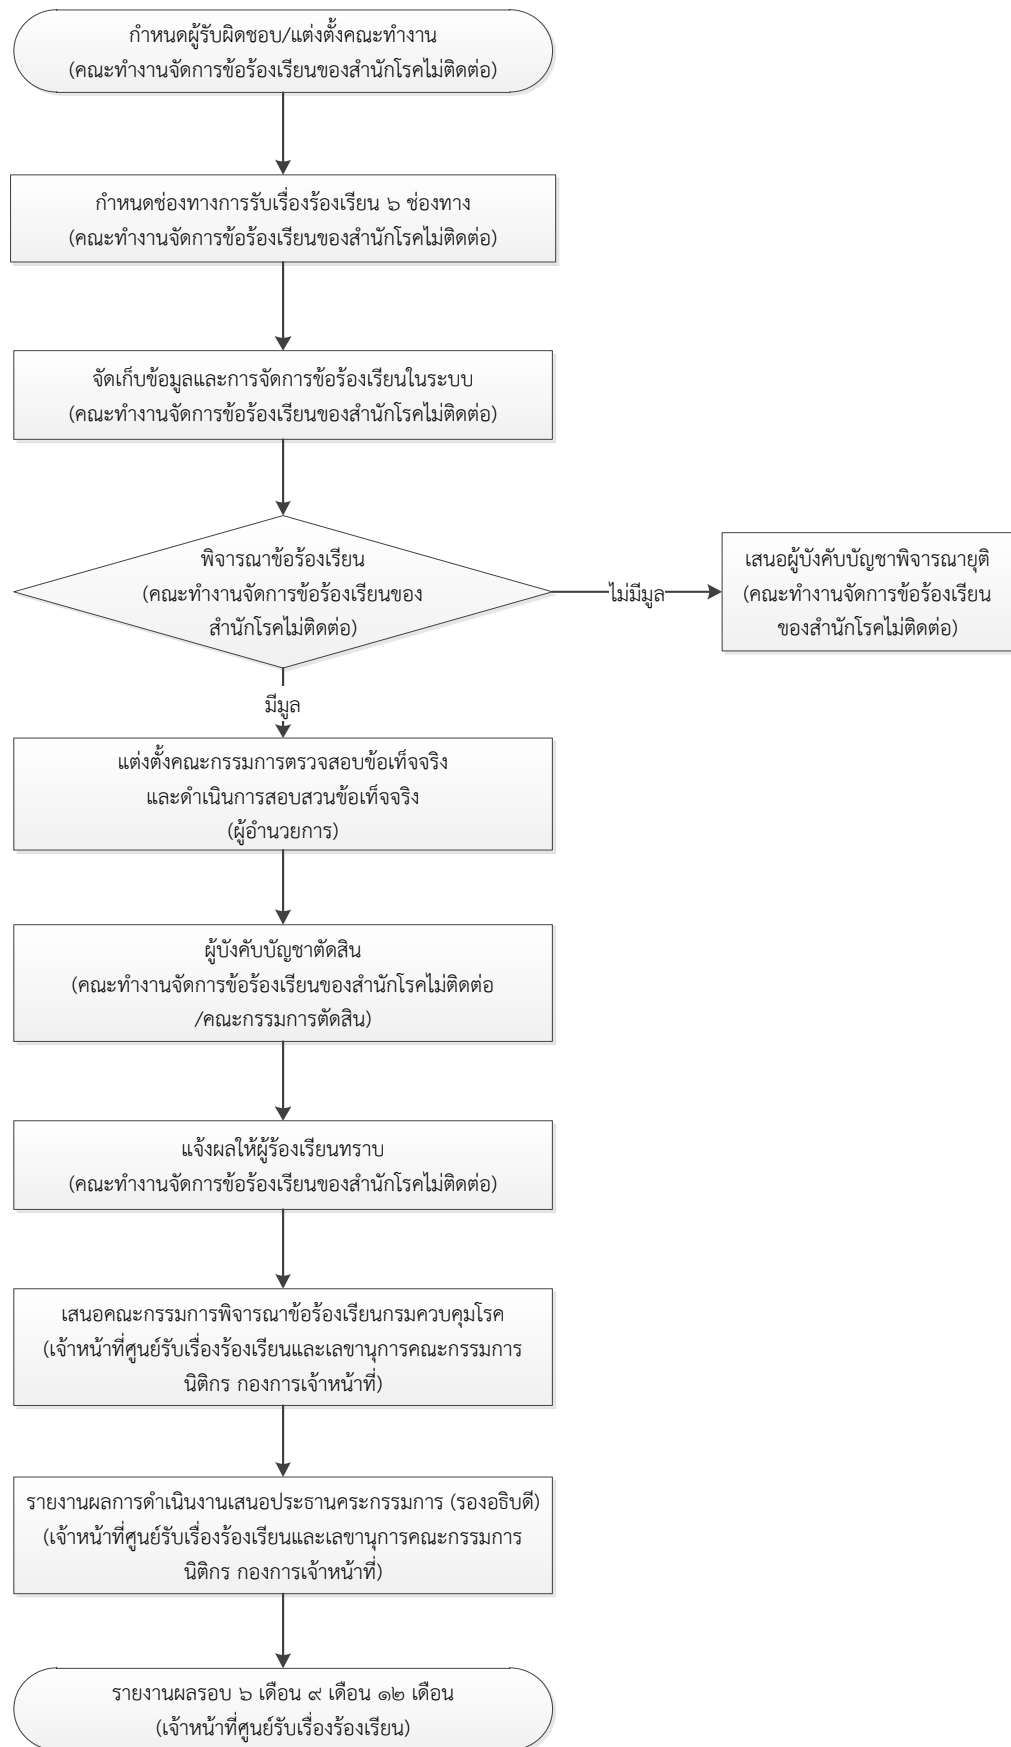 กำหนดผู้รับผิดชอบ/แต่งตั้งคณะทำงาน
(คณะทำงานจัดการข้อร้องเรียนของสำนักโรคไม่ติดต่อ)
กำหนดช่องทางการรับเรื่องร้องเรียน ๖ ช่องทาง
(คณะทำงานจัดการข้อร้องเรียนของสำนักโรคไม่ติดต่อ)
จัดเก็บข้อมูลและการจัดการข้อร้องเรียนในระบบ
(คณะทำงานจัดการข้อร้องเรียนของสำนักโรคไม่ติดต่อ)
พิจารณาข้อร้องเรียน
(คณะทำงานจัดการข้อร้องเรียนของ
สำนักโรคไม่ติดต่อ)
ไม่มีมูล
เสนอผู้บังคับบัญชาพิจารณายุติ
(คณะทำงานจัดการข้อร้องเรียน
ของสำนักโรคไม่ติดต่อ)
มีมูล
แต่งตั้งคณะกรรมการตรวจสอบข้อเท็จจริง
และดำเนินการสอบสวนข้อเท็จจริง
(ผู้อำนวยการ)
ผู้บังคับบัญชาตัดสิน
(คณะทำงานจัดการข้อร้องเรียนของสำนักโรคไม่ติดต่อ
/คณะกรรมการตัดสิน)
แจ้งผลให้ผู้ร้องเรียนทราบ
(คณะทำงานจัดการข้อร้องเรียนของสำนักโรคไม่ติดต่อ)
เสนอคณะกรรมการพิจารณาข้อร้องเรียนกรมควบคุมโรค
(เจ้าหน้าที่ศูนย์รับเรื่องร้องเรียนและเลขานุการคณะกรรมการ
นิติกร กองการเจ้าหน้าที่)
รายงานผลการดำเนินงานเสนอประธานคระกรรมการ (รองอธิบดี)
(เจ้าหน้าที่ศูนย์รับเรื่องร้องเรียนและเลขานุการคณะกรรมการ
นิติกร กองการเจ้าหน้าที่)
รายงานผลรอบ ๖ เดือน ๙ เดือน ๑๒ เดือน
(เจ้าหน้าที่ศูนย์รับเรื่องร้องเรียน)